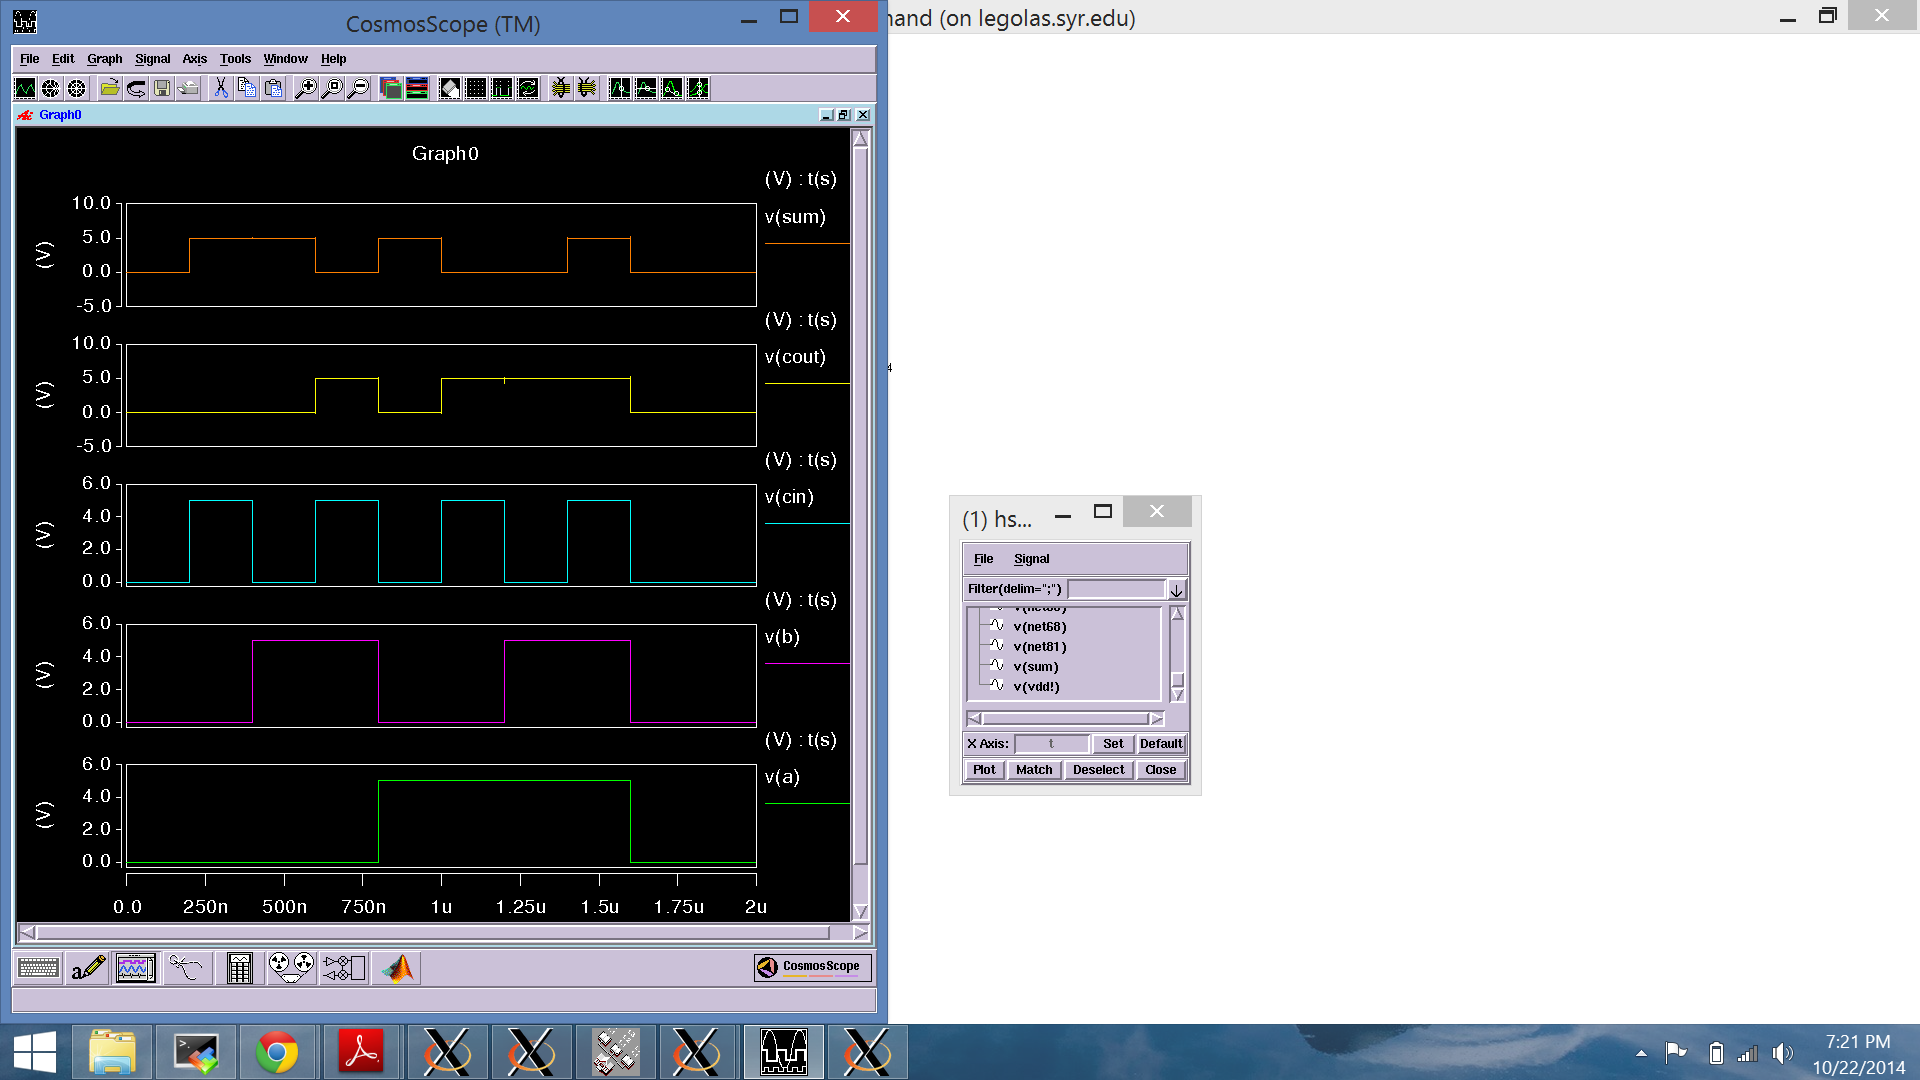 CosmosScope (TM)
hand (on legolas.syr.edu)
File Edit Graph Signal Axis Tools Window Help
Graph0
Graph0
(V) : t(s)
v(sum)
10.0
5.0
0.0
-5.0
(V)
(V) : t(s)
v(cout)
10.0
5.0
0.0
-5.0
(V)
4
(V) : t(s)
v(cin)
6.0
4.0
2.0
0.0
(V)
(V) : t(s)
v(b)
6.0
4.0
2.0
0.0
(V)
(V) : t(s)
v(a)
6.0
4.0
2.0
0.0
(V)
0.0 250n 500n 750n 1u 1.25u 1.5u 1.75u 2u
CosmosScope
(1) hs...
File Signal
Filter(delim=";")
v(net68)
v(net81)
v(sum)
v(vdd!)
X Axis: t Set Default
Plot Match Deselect Close
7:21 PM
10/22/2014